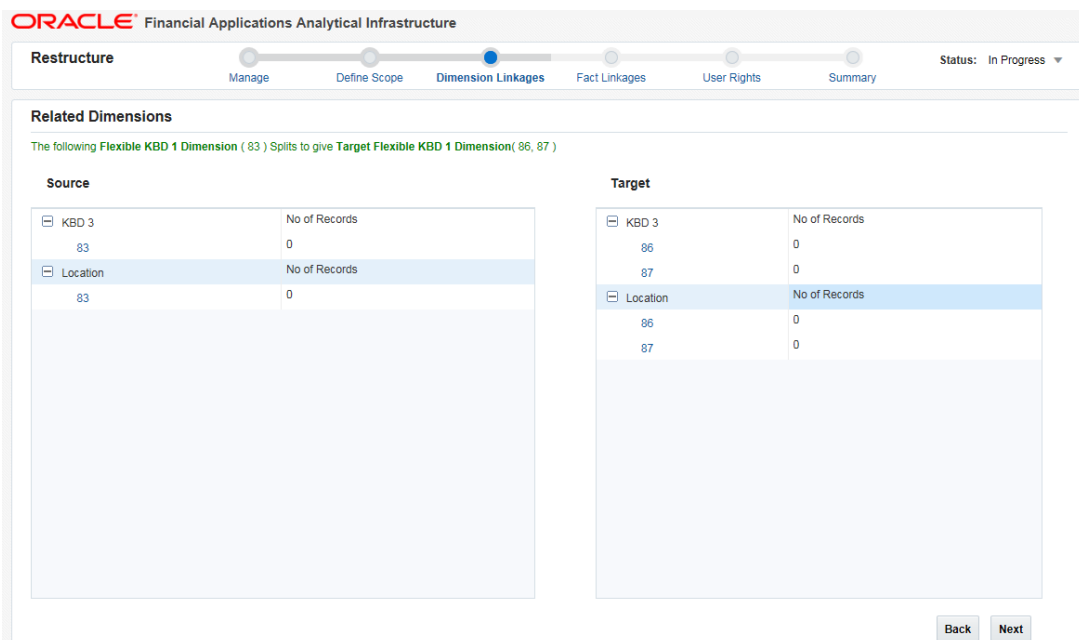 ORACLE Financial Applications Analytical Infrastructure
Restructure
Manage Define Scope Dimension Linkages Fact Linkages User Rights Summary
Status: In Progress
Related Dimensions
The following Flexible KBD 1 Dimension ( 83 ) Splits to give Target Flexible KBD 1 Dimension( 86, 87 )
Source
KBD 3 No of Records
83 0
Location No of Records
83 0
Target
KBD 3 No of Records
86 0
87 0
Location No of Records
86 0
87 0
Back Next